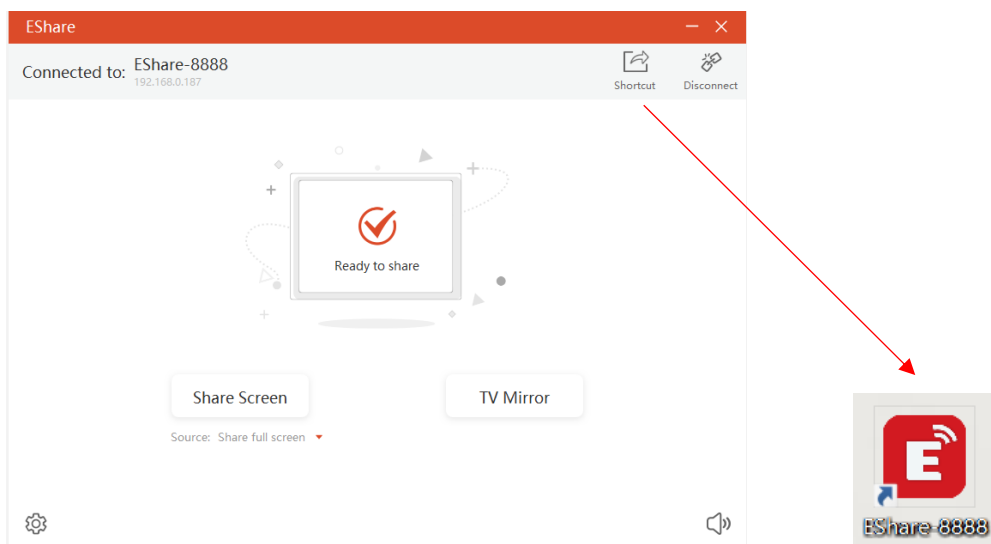 EShare
Connected to: EShare-8888
192.168.0.187
Shortcut
Disconnect
Ready to share
Share Screen
TV Mirror
Source: Share full screen
E
EShare-8888